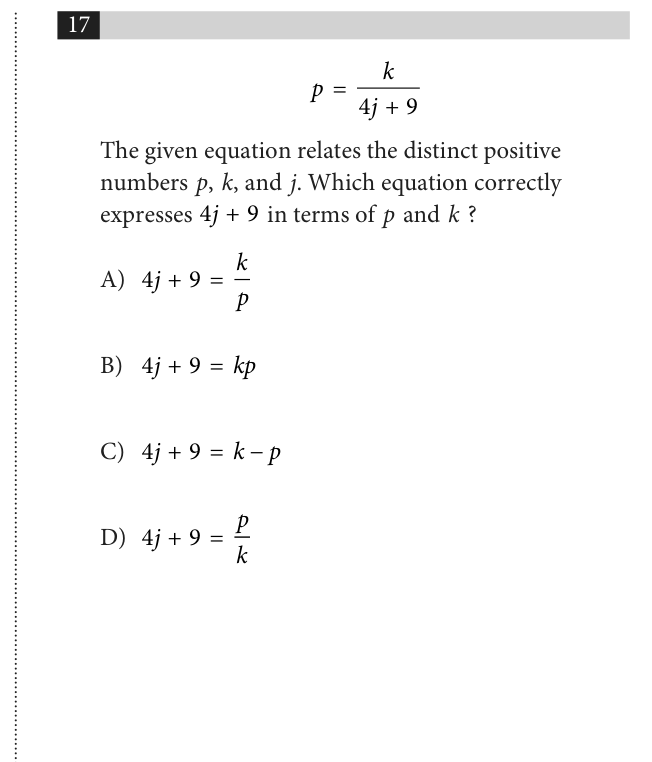 17
p = k / (4j + 9)
The given equation relates the distinct positive
numbers p, k, and j. Which equation correctly
expresses 4j + 9 in terms of p and k ?
A) 4j + 9 = k / p
B) 4j + 9 = kp
C) 4j + 9 = k – p
D) 4j + 9 = p / k